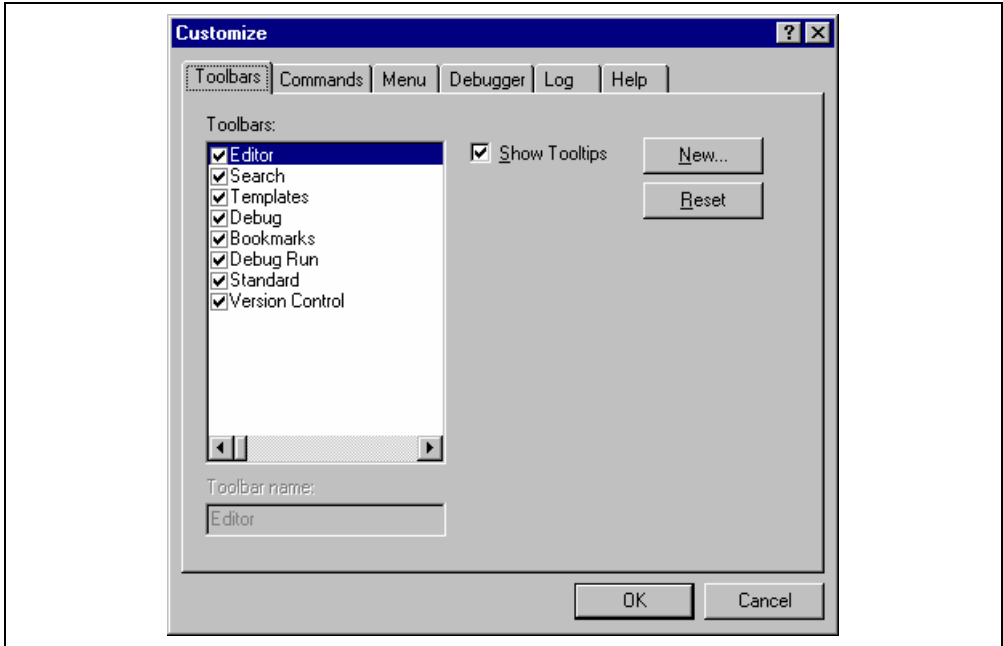 Customize
Toolbars Commands Menu Debugger Log Help
Toolbars:
Editor
Search
Templates
Debug
Bookmarks
Debug Run
Standard
Version Control
Show Tooltips
New...
Reset
Toolbar name:
Editor
OK Cancel